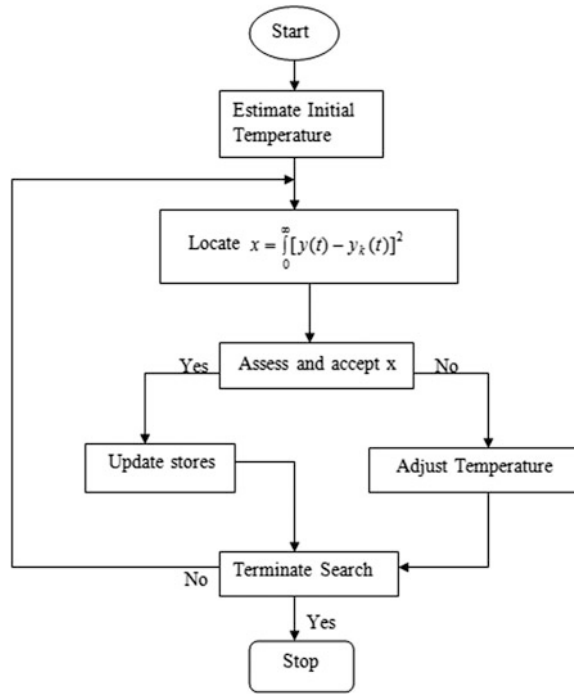 Start
Estimate Initial
Temperature
Locate x = ∫₀^∞ [y(t) − yₖ(t)]²
Yes
Assess and accept x
No
Update stores
Adjust Temperature
No
Terminate Search
Yes
Stop